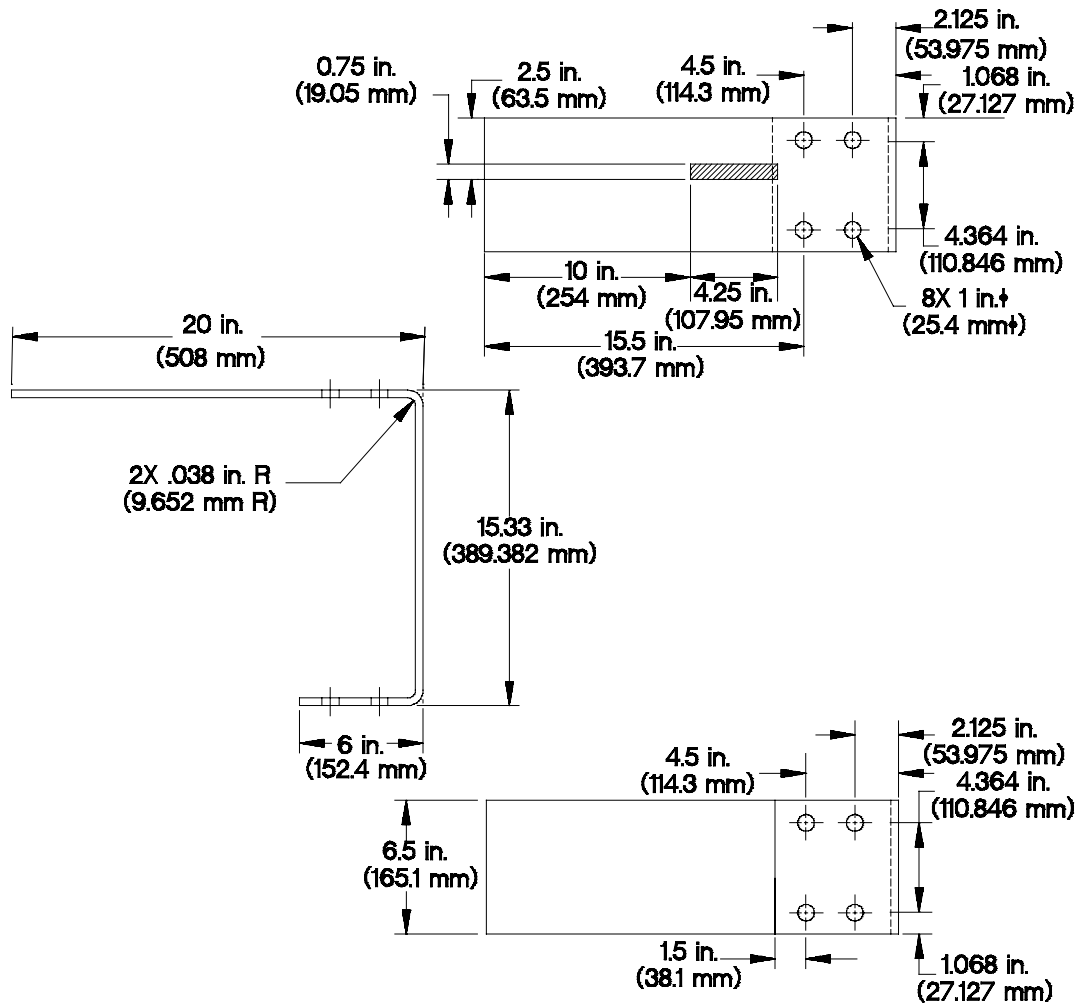 2.125 in.
(53.975 mm)
0.75 in.
(19.05 mm)
2.5 in.
(63.5 mm)
4.5 in.
(114.3 mm)
1.068 in.
(27.127 mm)
4.364 in.
(110.846 mm)
10 in.
(254 mm)
4.25 in.
(107.95 mm)
8X 1 in.⌀
(25.4 mm⌀)
15.5 in.
(393.7 mm)
20 in.
(508 mm)
2X .038 in. R
(9.652 mm R)
15.33 in.
(389.382 mm)
6 in.
(152.4 mm)
2.125 in.
(53.975 mm)
4.5 in.
(114.3 mm)
4.364 in.
(110.846 mm)
6.5 in.
(165.1 mm)
1.5 in.
(38.1 mm)
1.068 in.
(27.127 mm)